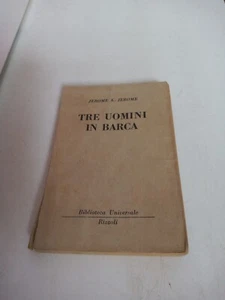 JEROME K. JEROME
TRE UOMINI
IN BARCA
Biblioteca Universale
Rizzoli